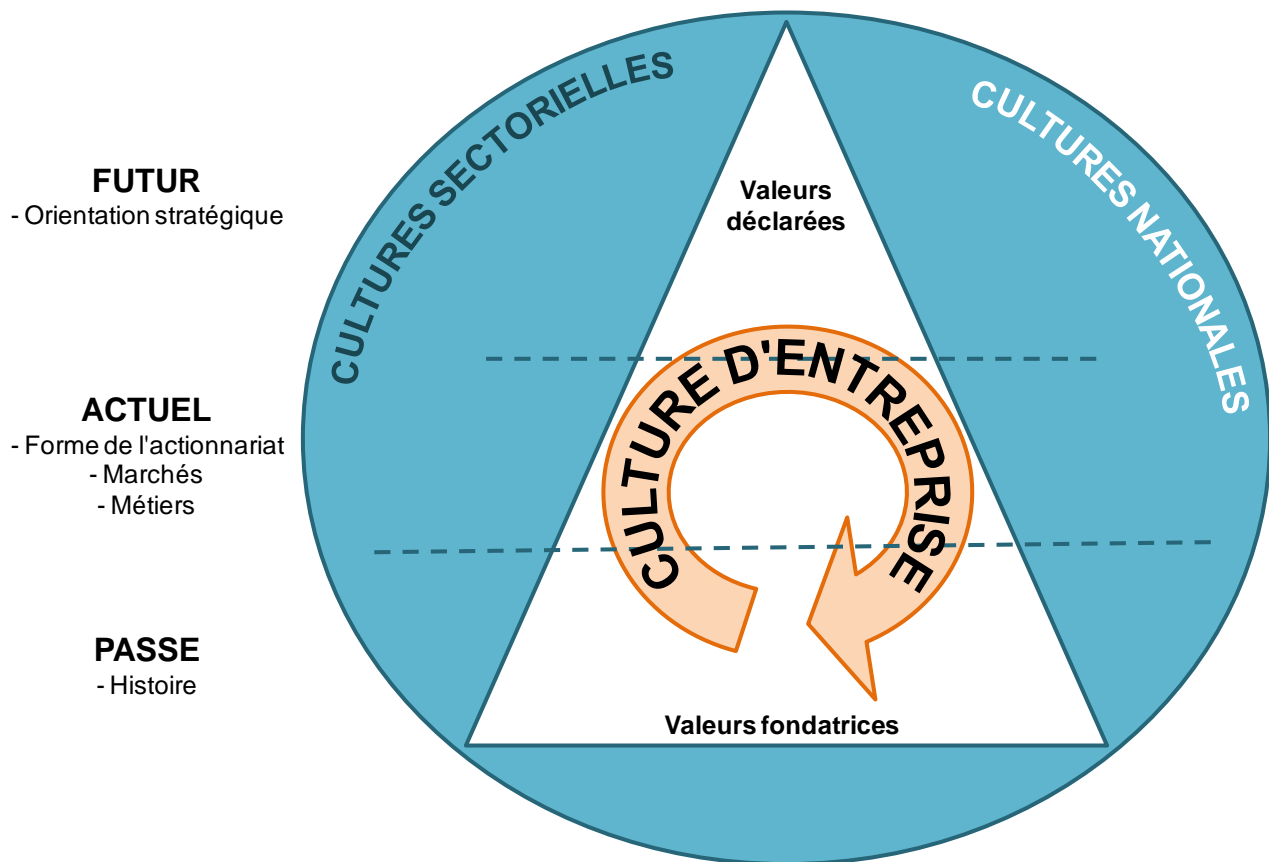 CULTURES SECTORIELLES
CULTURES NATIONALES
FUTUR
- Orientation stratégique
Valeurs
déclarées
CULTURE D'ENTREPRISE
ACTUEL
- Forme de l'actionnariat
- Marchés
- Métiers
PASSE
- Histoire
Valeurs fondatrices